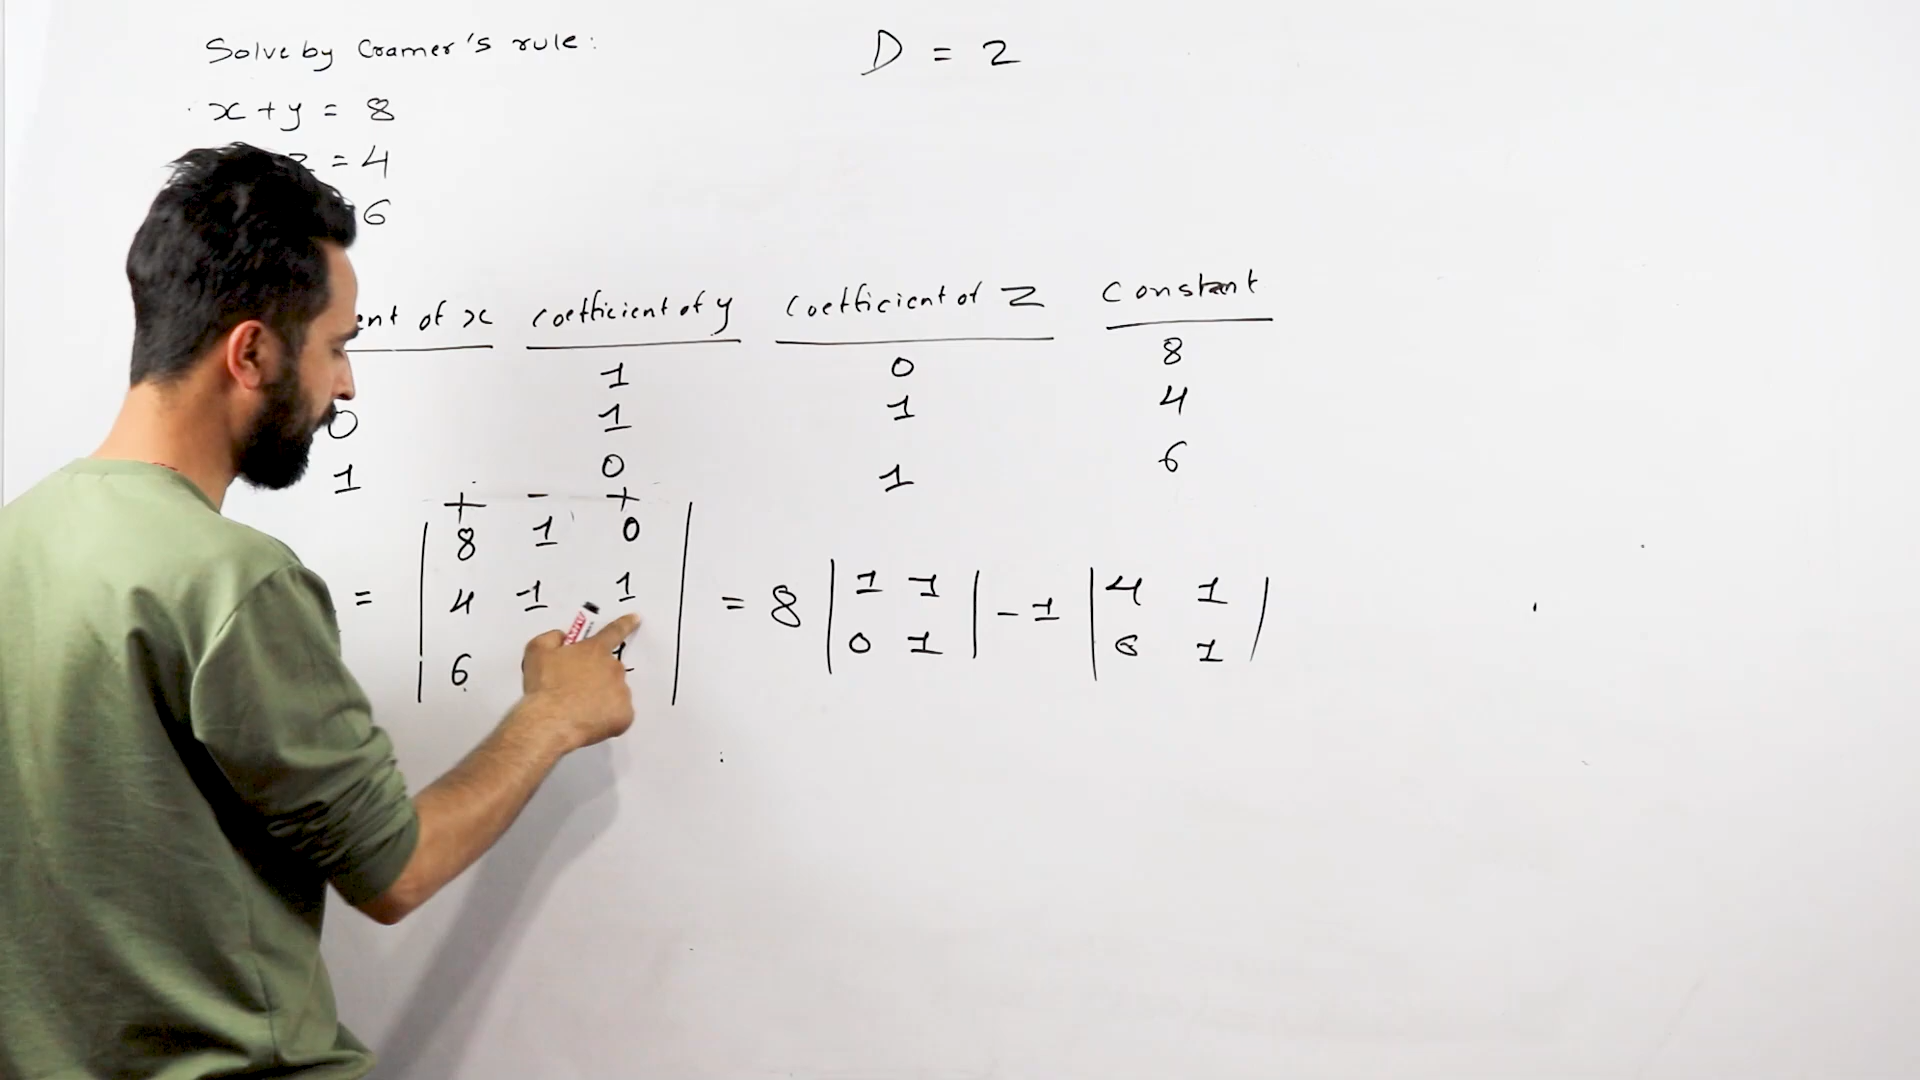 Solve by Cramer's rule:
D = 2
x + y = 8
z = 4
6
of x coefficient of y coefficient of Z Constant
1 0 8
0 1 1 4
1 0 1 6
+ - +
8 1 0
= 4 1 1 = 8 | 1 1 | - 1 | 4 1 |
6 1 0 1 6 1